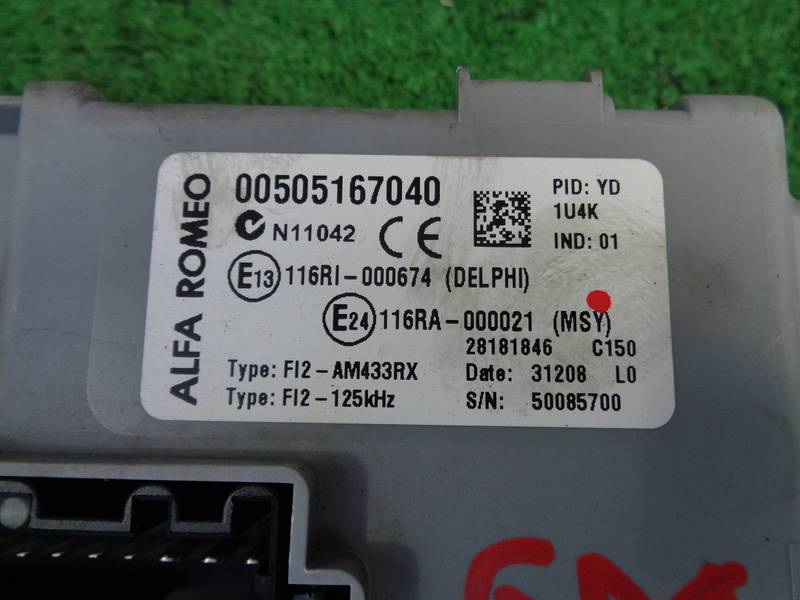 ALFA ROMEO
00505167040
PID: YD
1U4K
N11042 CE
IND: 01
E13 116RI-000674 (DELPHI)
E24 116RA-000021 (MSY)
28181846 C150
Type: FI2-AM433RX
Date: 31208 L0
Type: FI2-125kHz
S/N: 50085700